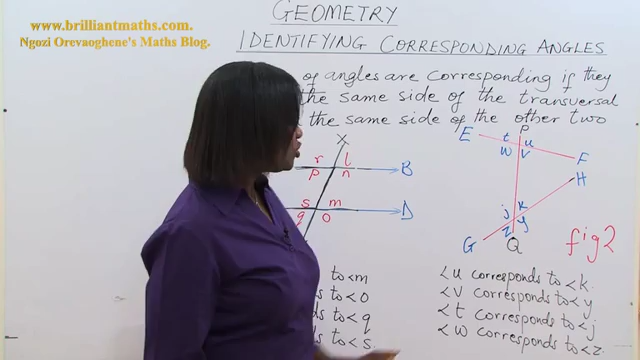 www.brilliantmaths.com.
Ngozi Orevaoghene's Maths Blog.
GEOMETRY
IDENTIFYING CORRESPONDING ANGLES
of angles are corresponding if they
the same side of the transversal
the same side of the other two
X
r l
p n
B
s m
q o
D
E
P
t u
w v
F
H
j k
z y
G
Q
fig 2
to <m
to < o
to < q
to < s
<u corresponds to <k.
<v corresponds to <y
<t corresponds to <j
<w corresponds to <z.